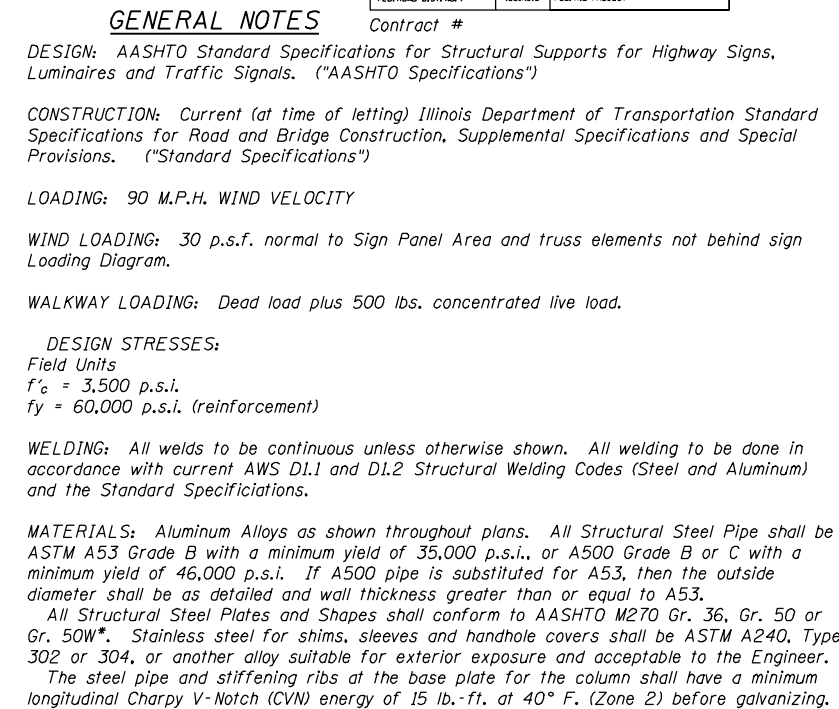 GENERAL NOTES
Contract #
DESIGN: AASHTO Standard Specifications for Structural Supports for Highway Signs,
Luminaires and Traffic Signals. ("AASHTO Specifications")
CONSTRUCTION: Current (at time of letting) Illinois Department of Transportation Standard
Specifications for Road and Bridge Construction, Supplemental Specifications and Special
Provisions. ("Standard Specifications")
LOADING: 90 M.P.H. WIND VELOCITY
WIND LOADING: 30 p.s.f. normal to Sign Panel Area and truss elements not behind sign
Loading Diagram.
WALKWAY LOADING: Dead load plus 500 lbs. concentrated live load.
DESIGN STRESSES:
Field Units
f'c = 3,500 p.s.i.
fy = 60,000 p.s.i. (reinforcement)
WELDING: All welds to be continuous unless otherwise shown. All welding to be done in
accordance with current AWS D1.1 and D1.2 Structural Welding Codes (Steel and Aluminum)
and the Standard Specificiations.
MATERIALS: Aluminum Alloys as shown throughout plans. All Structural Steel Pipe shall be
ASTM A53 Grade B with a minimum yield of 35,000 p.s.i., or A500 Grade B or C with a
minimum yield of 46,000 p.s.i. If A500 pipe is substituted for A53, then the outside
diameter shall be as detailed and wall thickness greater than or equal to A53.
All Structural Steel Plates and Shapes shall conform to AASHTO M270 Gr. 36, Gr. 50 or
Gr. 50W*. Stainless steel for shims, sleeves and handhole covers shall be ASTM A240, Type
302 or 304, or another alloy suitable for exterior exposure and acceptable to the Engineer.
The steel pipe and stiffening ribs at the base plate for the column shall have a minimum
longitudinal Charpy V-Notch (CVN) energy of 15 lb.-ft. at 40° F. (Zone 2) before galvanizing.